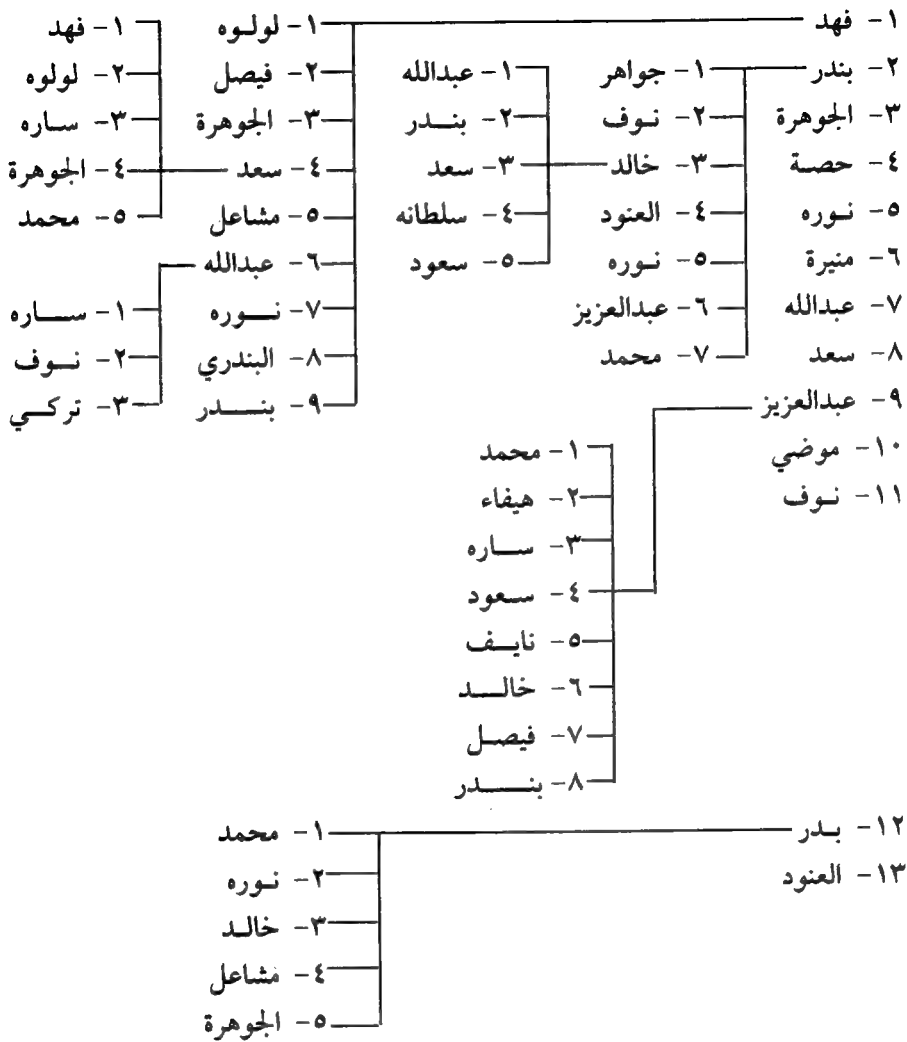 ١- فهد ١- لولوه ١- فهد
٢- بندر ١- جواهر ١- عبدالله ٢- فيصل ٢- لولوه
٣- الجوهرة ٢- نوف ٢- بندر ٣- الجوهرة ٣- ساره
٤- حصة ٣- خالد ٣- سعد ٤- سعد ٤- الجوهرة
٥- نوره ٤- العنود ٤- سلطانه ٥- مشاعل ٥- محمد
٦- منيرة ٥- نوره ٥- سعود ٦- عبدالله
٧- عبدالله ٦- عبدالعزيز ٧- نوره ١- ساره
٨- سعد ٧- محمد ٨- البندري ٢- نوف
٩- عبدالعزيز ٩- بندر ٣- تركي
١٠- موضي ١- محمد
١١- نوف ٢- هيفاء
٣- ساره
٤- سعود
٥- نايف
٦- خالد
٧- فيصل
٨- بندر
١٢- بدر ١- محمد
١٣- العنود ٢- نوره
٣- خالد
٤- مشاعل
٥- الجوهرة